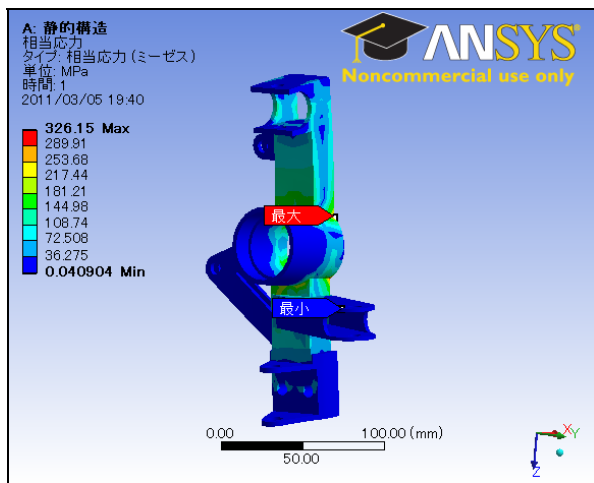 A: 静的構造
相当応力
タイプ: 相当応力 (ミーゼス)
単位: MPa
時間: 1
2011/03/05 19:40
ANSYS
Noncommercial use only
326.15 Max
289.91
253.68
217.44
181.21
144.98
108.74
72.508
36.275
0.040904 Min
最大
最小
0.00
100.00 (mm)
50.00
X
Y
Z